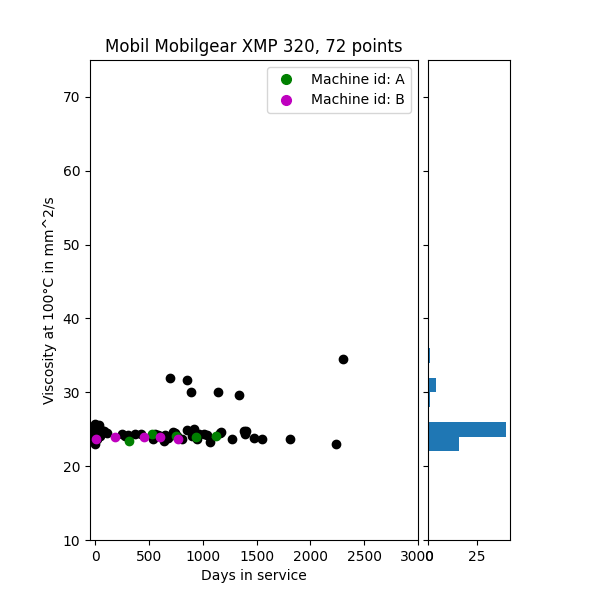 Mobil Mobilgear XMP 320, 72 points
Machine id: A
Machine id: B
70
60
50
40
30
20
10
Viscosity at 100°C in mm^2/s
0 500 1000 1500 2000 2500 3000
0 25
Days in service